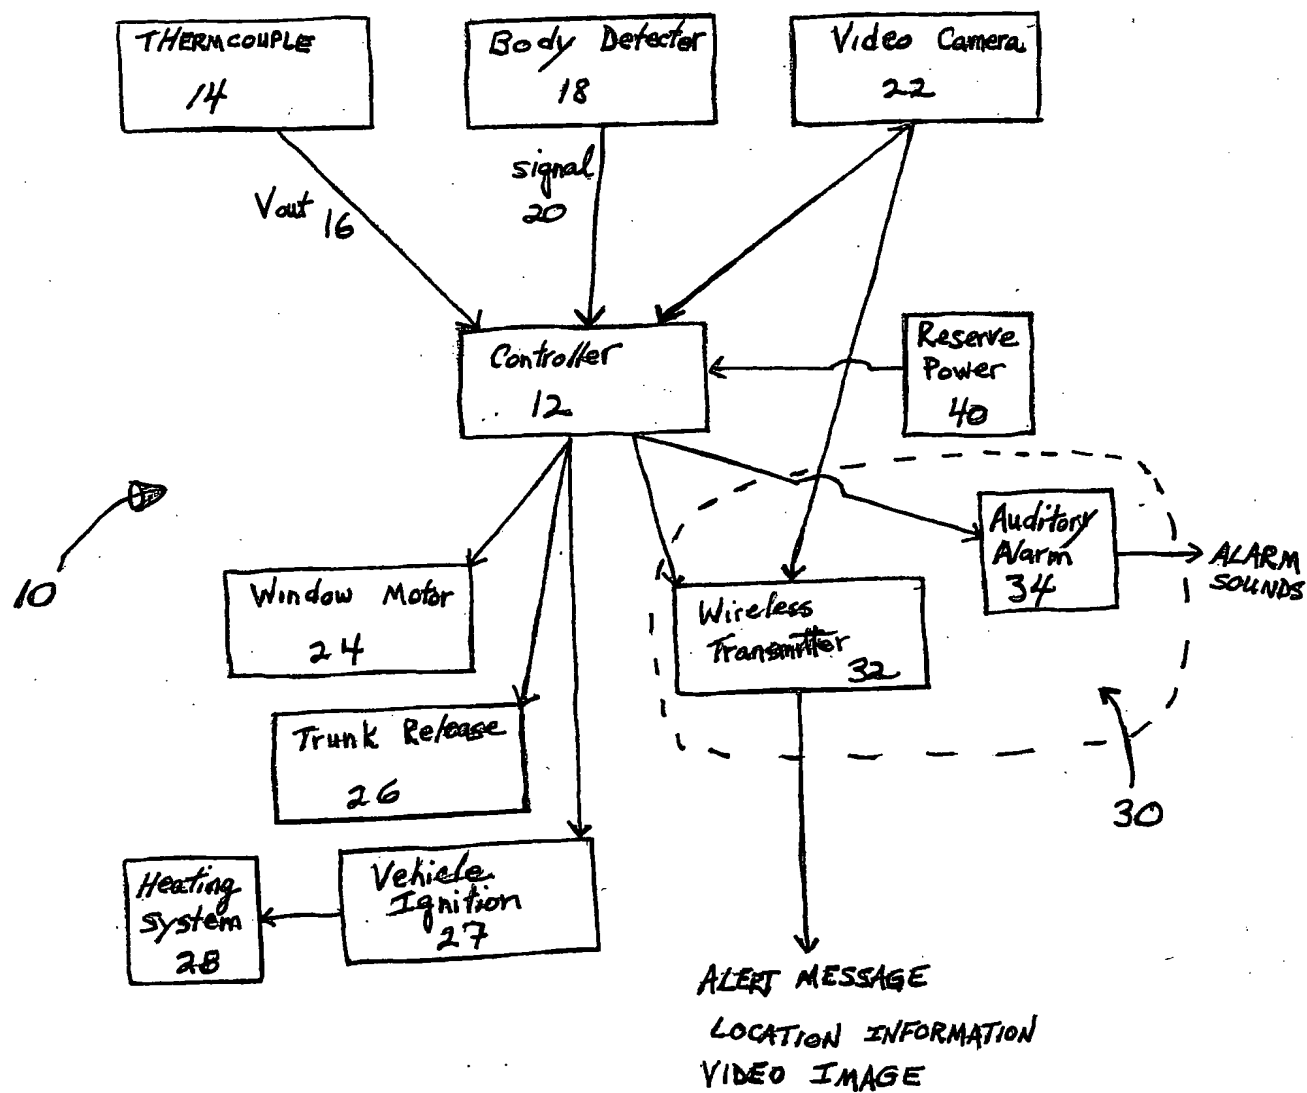 THERMCOUPLE
14
Body Detector
18
Video Camera
22
Vout 16
signal
20
Controller
12
Reserve
Power
40
10
Window Motor
24
Trunk Release
26
Vehicle
Ignition
27
Heating
System
28
Wireless
Transmitter
32
Auditory
Alarm
34
ALARM
SOUNDS
30
ALERT MESSAGE
LOCATION INFORMATION
VIDEO IMAGE